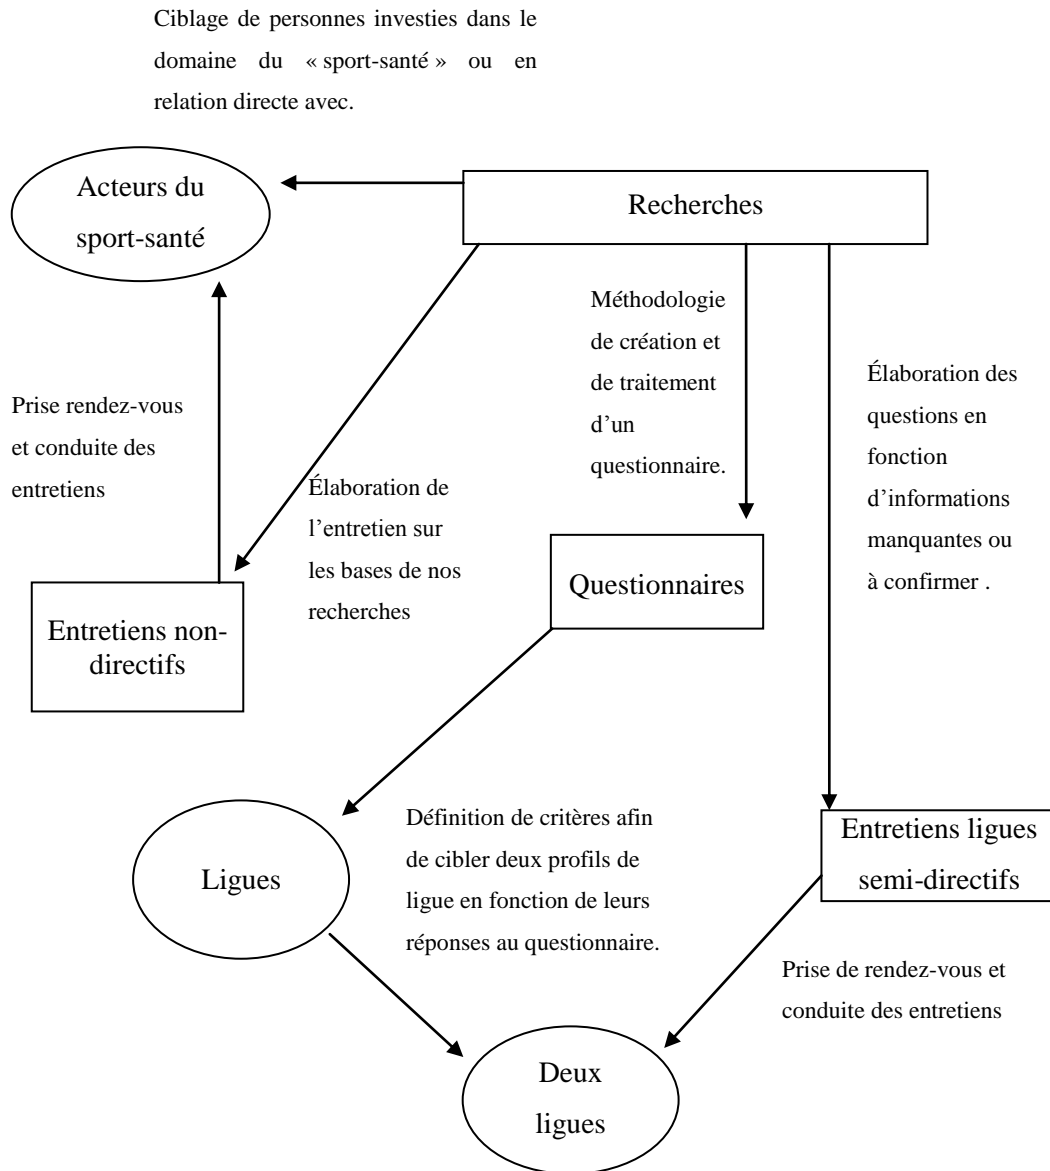 Ciblage de personnes investies dans le
domaine du « sport-santé » ou en
relation directe avec.
Acteurs du
sport-santé
Recherches
Méthodologie
de création et
de traitement
d’un
questionnaire.
Élaboration des
questions en
fonction
d’informations
manquantes ou
à confirmer .
Prise rendez-vous
et conduite des
entretiens
Élaboration de
l’entretien sur
les bases de nos
recherches
Questionnaires
Entretiens non-
directifs
Ligues
Définition de critères afin
de cibler deux profils de
ligue en fonction de leurs
réponses au questionnaire.
Entretiens ligues
semi-directifs
Prise de rendez-vous et
conduite des entretiens
Deux
ligues